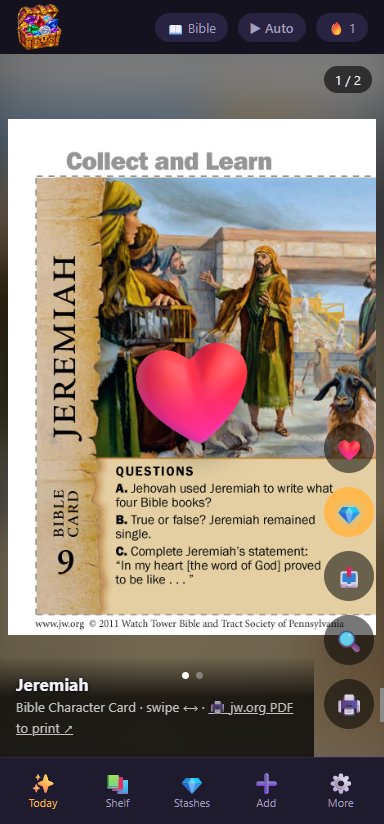 Bible
Auto
1
1 / 2
Collect and Learn
JEREMIAH
BIBLE
CARD
9
QUESTIONS
A. Jehovah used Jeremiah to write what
four Bible books?
B. True or false? Jeremiah remained
single.
C. Complete Jeremiah's statement:
“In my heart [the word of God] proved
to be like . . . ”
www.jw.org © 2011 Watch Tower Bible and Tract Society of Pennsylvania
Jeremiah
Bible Character Card · swipe ↔ · jw.org PDF
to print ↗
Today
Shelf
Stashes
Add
More